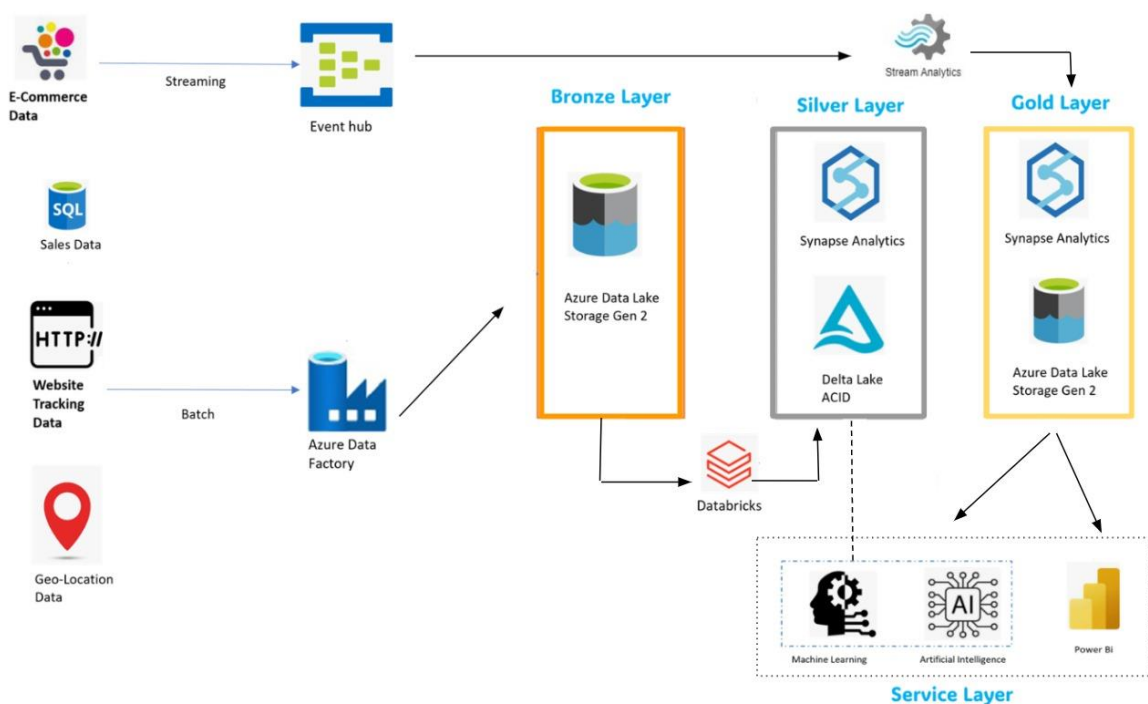 E-Commerce
Data
Streaming
Event hub
Stream Analytics
Bronze Layer
Silver Layer
Gold Layer
SQL
Sales Data
Azure Data Lake
Storage Gen 2
Synapse Analytics
Synapse Analytics
HTTP://
Website
Tracking
Data
Batch
Azure Data
Factory
Delta Lake
ACID
Azure Data Lake
Storage Gen 2
Databricks
Geo-Location
Data
AI
Machine Learning
Artificial Intelligence
Power Bi
Service Layer